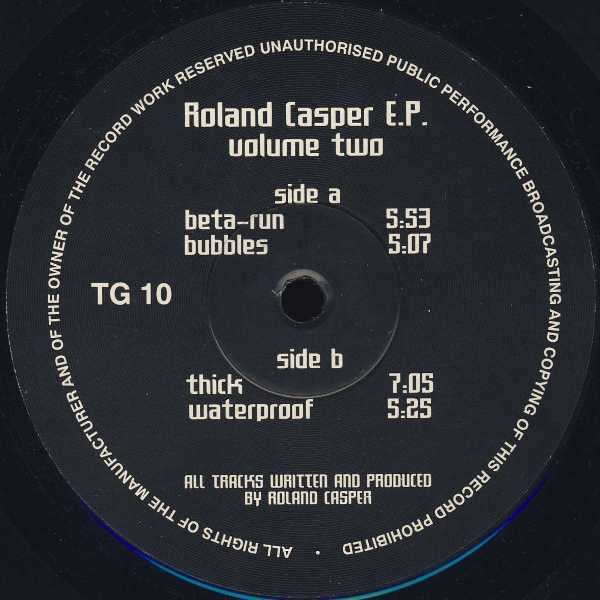 Roland Casper E.P.
volume two
side a
beta-run 5:53
bubbles 5:07
TG 10
side b
thick 7:05
waterproof 5:25
ALL TRACKS WRITTEN AND PRODUCED
BY ROLAND CASPER
ALL RIGHTS OF THE MANUFACTURER AND OF THE OWNER OF THE RECORD WORK RESERVED UNAUTHORISED PUBLIC PERFORMANCE BROADCASTING AND COPYING OF THIS RECORD PROHIBITED •